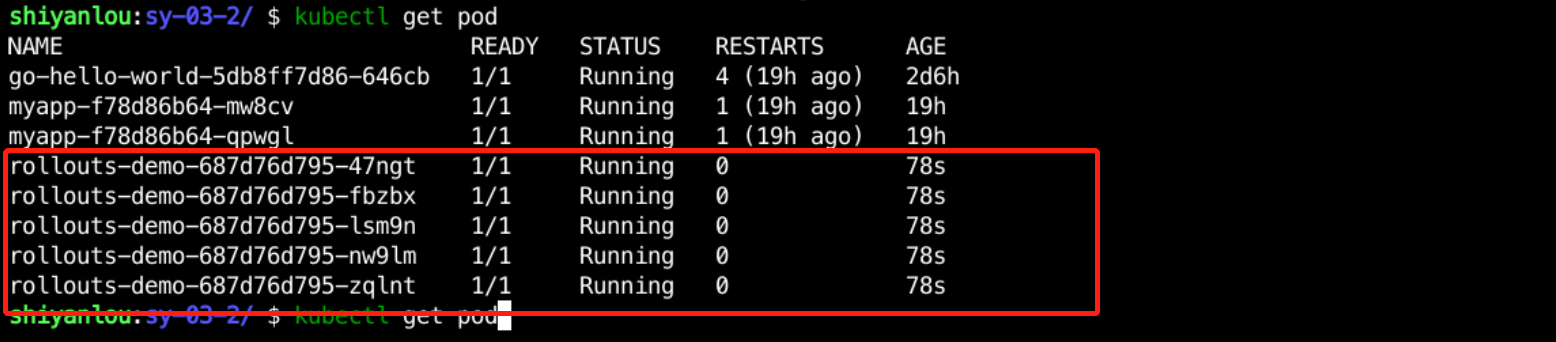 shiyanlou:sy-03-2/ $ kubectl get pod
NAME READY STATUS RESTARTS AGE
go-hello-world-5db8ff7d86-646cb 1/1 Running 4 (19h ago) 2d6h
myapp-f78d86b64-mw8cv 1/1 Running 1 (19h ago) 19h
myapp-f78d86b64-qpwgl 1/1 Running 1 (19h ago) 19h
rollouts-demo-687d76d795-47ngt 1/1 Running 0 78s
rollouts-demo-687d76d795-fbzbx 1/1 Running 0 78s
rollouts-demo-687d76d795-lsm9n 1/1 Running 0 78s
rollouts-demo-687d76d795-nw9lm 1/1 Running 0 78s
rollouts-demo-687d76d795-zqlnt 1/1 Running 0 78s
shiyanlou:sy-03-2/ $ kubectl get pod